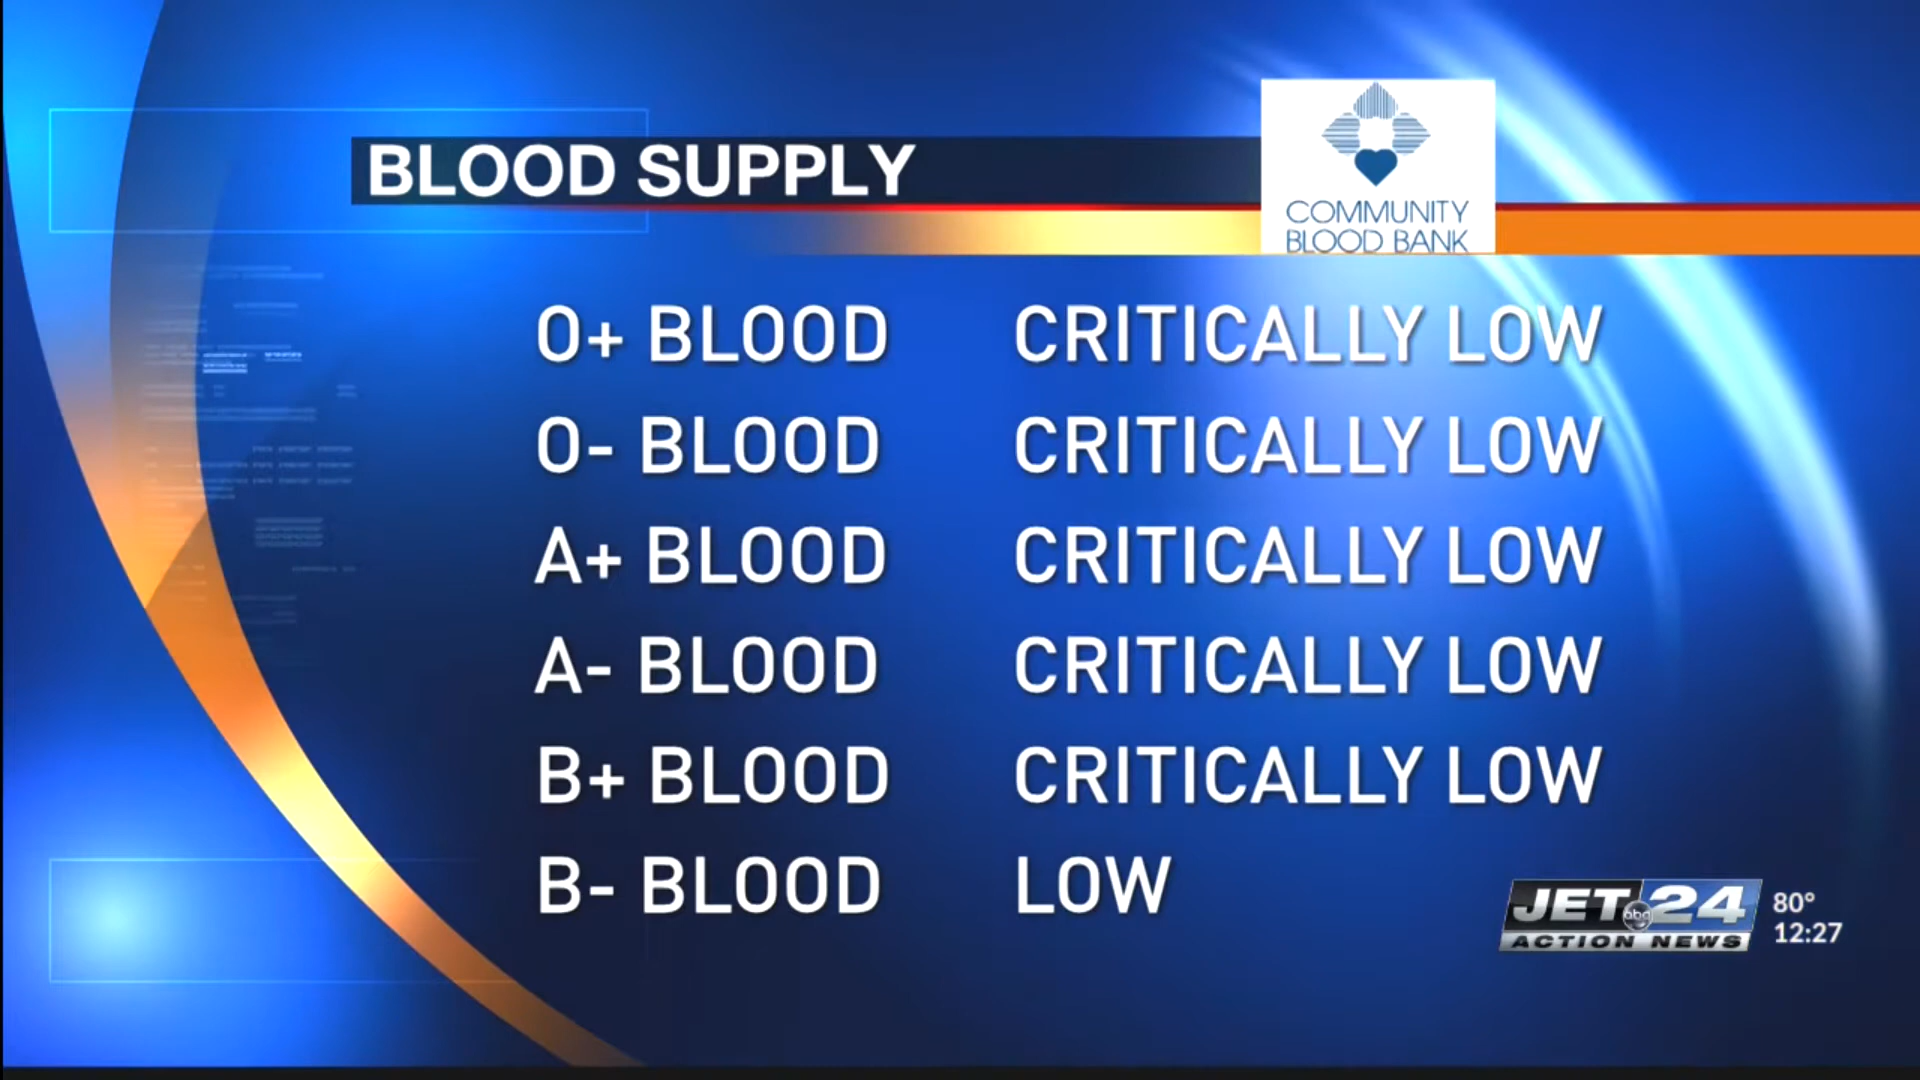 BLOOD SUPPLY
COMMUNITY
BLOOD BANK
O+ BLOOD CRITICALLY LOW
O- BLOOD CRITICALLY LOW
A+ BLOOD CRITICALLY LOW
A- BLOOD CRITICALLY LOW
B+ BLOOD CRITICALLY LOW
B- BLOOD LOW
JET abc 24
ACTION NEWS
80°
12:27